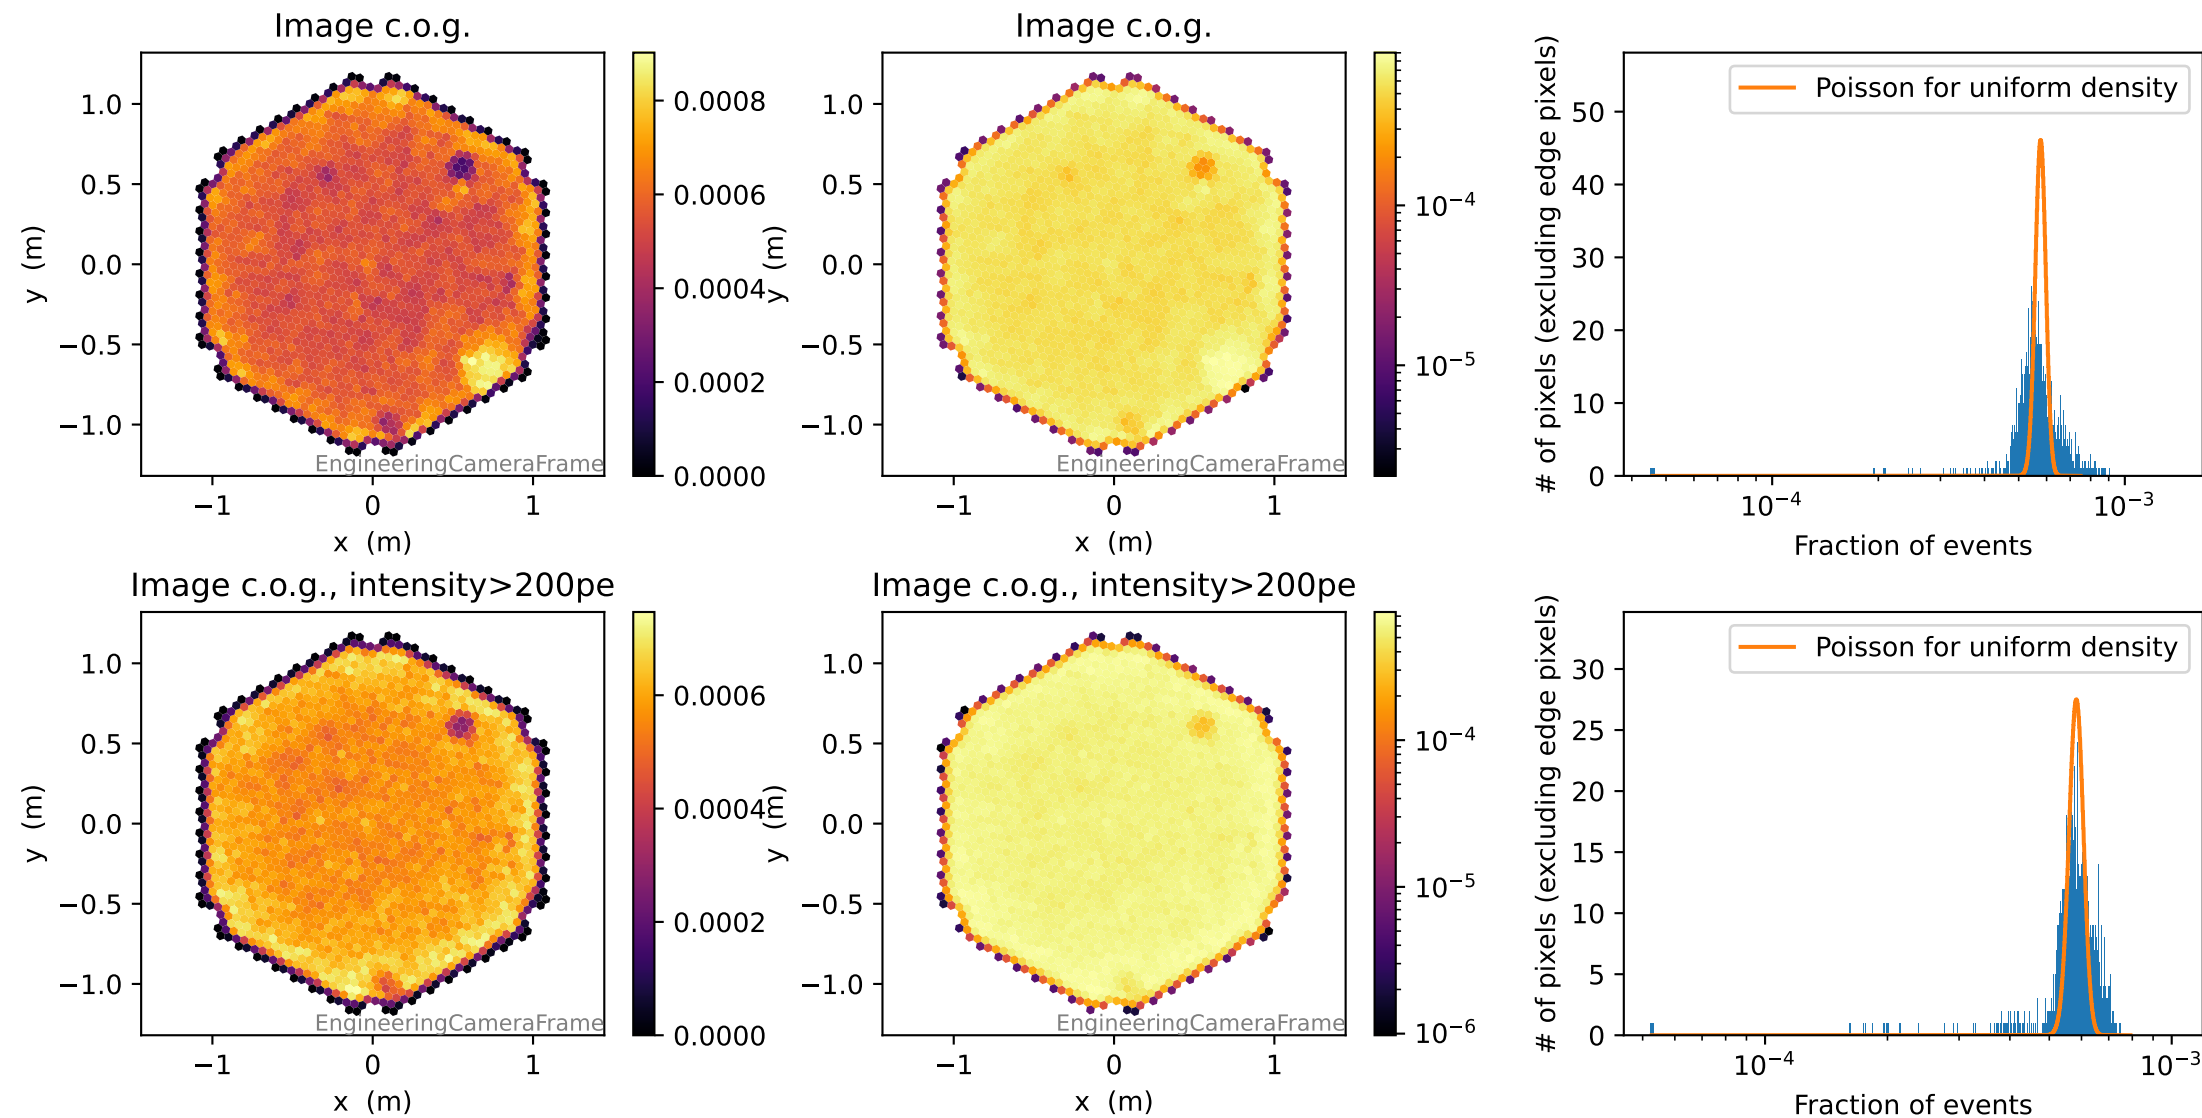 Image c.o.g.
1.0
0.5
0.0
−0.5
−1.0
y (m)
−1
0
1
x (m)
EngineeringCameraFrame
0.0008
0.0006
0.0004
0.0002
0.0000
Image c.o.g.
1.0
0.5
0.0
−0.5
−1.0
y (m)
−1
0
1
x (m)
EngineeringCameraFrame
10⁻⁴
10⁻⁵
Poisson for uniform density
50
40
30
20
10
0
# of pixels (excluding edge pixels)
10⁻⁴
10⁻³
Fraction of events
Image c.o.g., intensity>200pe
1.0
0.5
0.0
−0.5
−1.0
y (m)
−1
0
1
x (m)
EngineeringCameraFrame
0.0006
0.0004
0.0002
0.0000
Image c.o.g., intensity>200pe
1.0
0.5
0.0
−0.5
−1.0
y (m)
−1
0
1
x (m)
EngineeringCameraFrame
10⁻⁴
10⁻⁵
10⁻⁶
Poisson for uniform density
30
25
20
15
10
5
0
# of pixels (excluding edge pixels)
10⁻⁴
10⁻³
Fraction of events